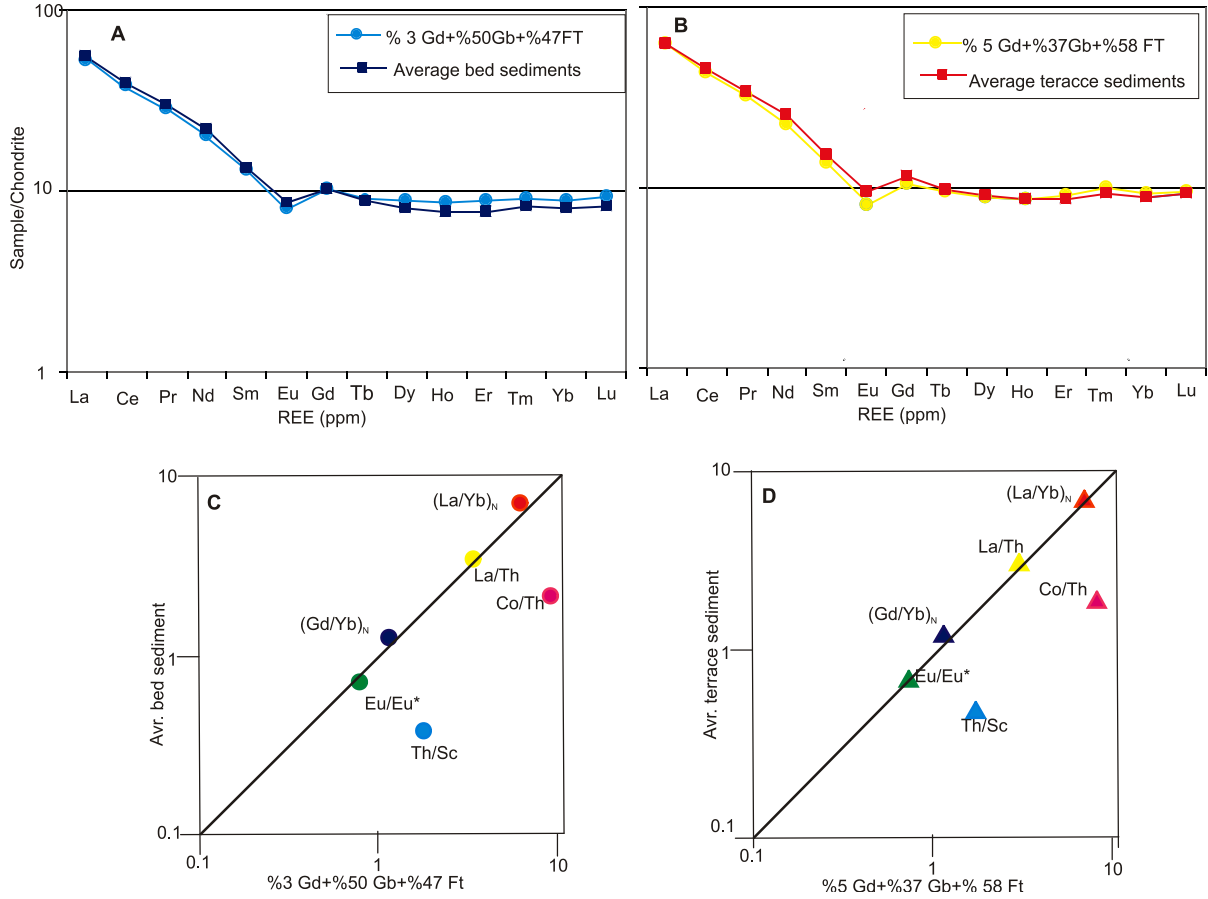 100
A
% 3 Gd+%50Gb+%47FT
Average bed sediments
10
1
Sample/Chondrite
La Ce Pr Nd Sm Eu Gd Tb Dy Ho Er Tm Yb Lu
REE (ppm)
B
% 5 Gd+%37Gb+%58 FT
Average teracce sediments
La Ce Pr Nd Sm Eu Gd Tb Dy Ho Er Tm Yb Lu
REE (ppm)
10
C
(La/Yb)N
La/Th
Co/Th
(Gd/Yb)N
1
Eu/Eu*
Th/Sc
0.1
Avr. bed sediment
0.1 1 10
%3 Gd+%50 Gb+%47 Ft
10
D
(La/Yb)N
La/Th
Co/Th
(Gd/Yb)N
1
Eu/Eu*
Th/Sc
0.1
Avr. terrace sediment
0.1 1 10
%5 Gd+%37 Gb+% 58 Ft